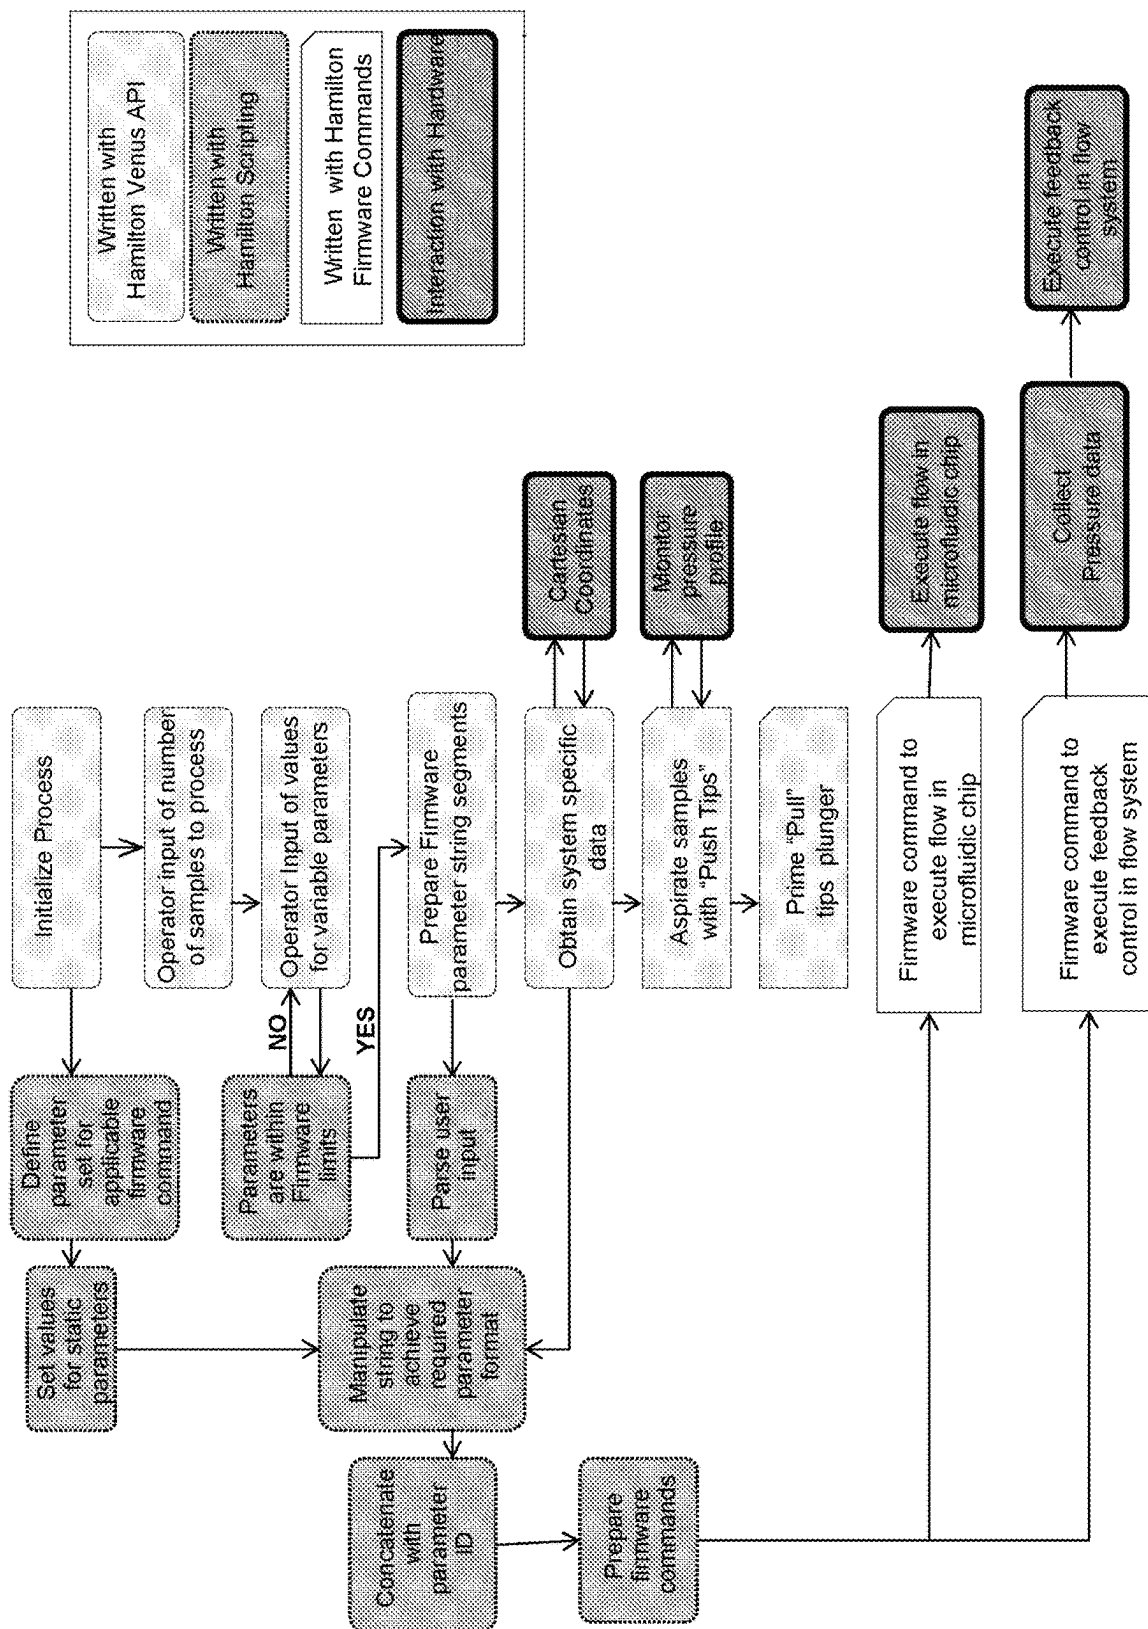 Written with
Hamilton Venus API
Written with
Hamilton Scripting
Written with Hamilton
Firmware Commands
Interaction with Hardware
Initialize Process
Operator input of number
of samples to process
Operator Input of values
for variable parameters
NO
YES
Prepare Firmware
parameter string segments
Obtain system specific
data
Aspirate samples
with "Push Tips"
Prime "Pull"
tips plunger
Define
parameter
set for
applicable
firmware
command
Set values
for static
parameters
Parameters
are within
Firmware
limits
Parse user
input
Manipulate
string to
achieve
required
parameter
format
Concatenate
with
parameter
ID
Prepare
firmware
commands
Cartesian
Coordinates
Monitor
pressure
profile
Firmware command to
execute flow in
microfluidic chip
Execute flow in
microfluidic chip
Firmware command to
execute feedback
control in flow system
Collect
Pressure data
Execute feedback
control in flow
system